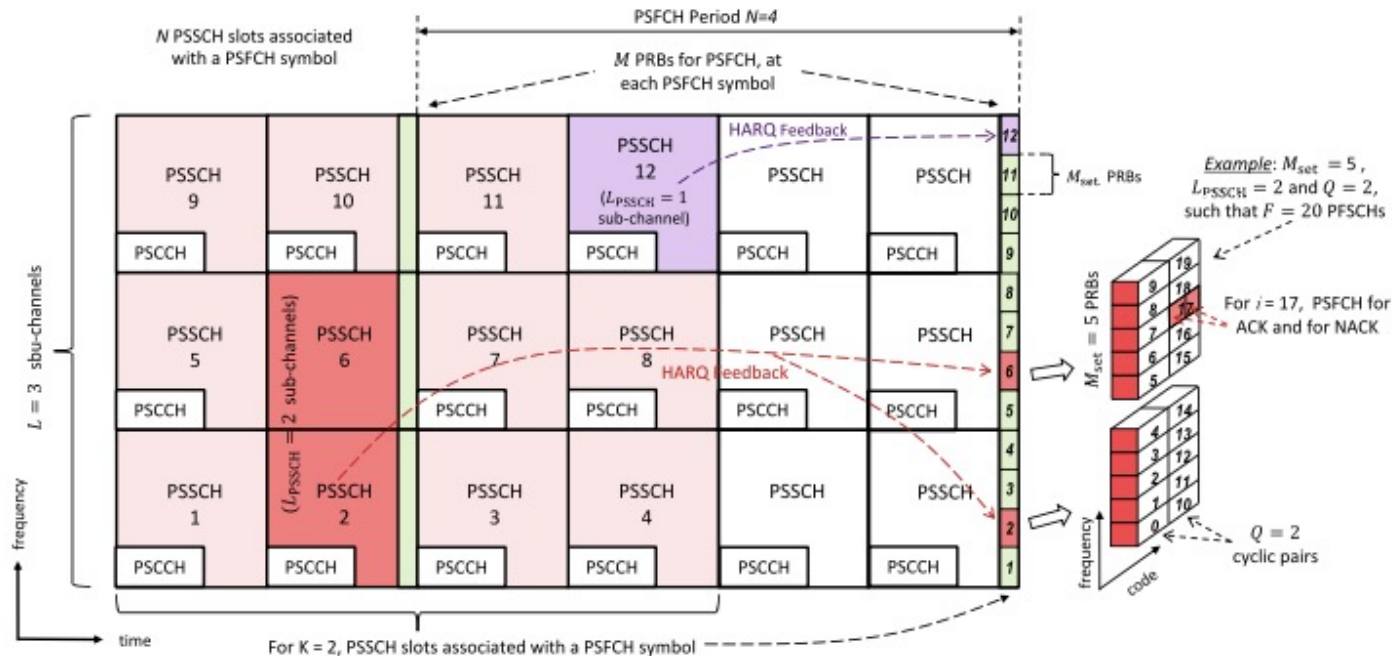 PSFCH Period N=4
N PSSCH slots associated
with a PSFCH symbol
M PRBs for PSFCH, at
each PSFCH symbol
HARQ Feedback
PSSCH
9
PSSCH
10
PSSCH
11
PSSCH
12
(L_PSSCH = 1
sub-channel)
PSSCH
PSSCH
PSCCH
PSCCH
PSCCH
PSCCH
PSCCH
PSSCH
5
PSSCH
6
PSSCH
7
PSSCH
8
PSSCH
PSSCH
HARQ Feedback
PSCCH
PSCCH
PSCCH
PSCCH
PSCCH
(L_PSSCH = 2 sub-channels)
PSSCH
1
PSSCH
2
PSSCH
3
PSSCH
4
PSSCH
PSSCH
PSCCH
PSCCH
PSCCH
PSCCH
PSCCH
PSCCH
L = 3 sbu-channels
frequency
time
For K = 2, PSSCH slots associated with a PSFCH symbol
12
11
10
9
8
7
6
5
4
3
2
1
M_set. PRBs
Example: M_set = 5 ,
L_PSSCH = 2 and Q = 2,
such that F = 20 PFSCHs
M_set = 5 PRBs
9
8
7
6
5
19
18
17
16
15
For i = 17, PSFCH for
ACK and for NACK
4
3
2
1
0
14
13
12
11
10
Q = 2
cyclic pairs
frequency
code